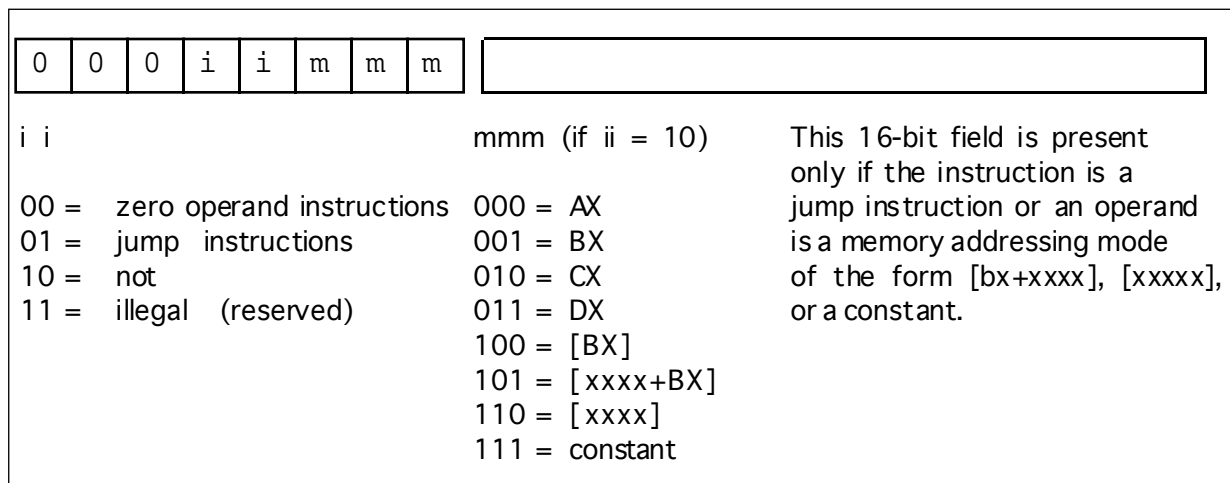 0 0 0 i i m m m
i i
00 = zero operand instructions
01 = jump instructions
10 = not
11 = illegal (reserved)
mmm (if ii = 10)
000 = AX
001 = BX
010 = CX
011 = DX
100 = [BX]
101 = [xxxx+BX]
110 = [xxxx]
111 = constant
This 16-bit field is present
only if the instruction is a
jump instruction or an operand
is a memory addressing mode
of the form [bx+xxxx], [xxxxx],
or a constant.